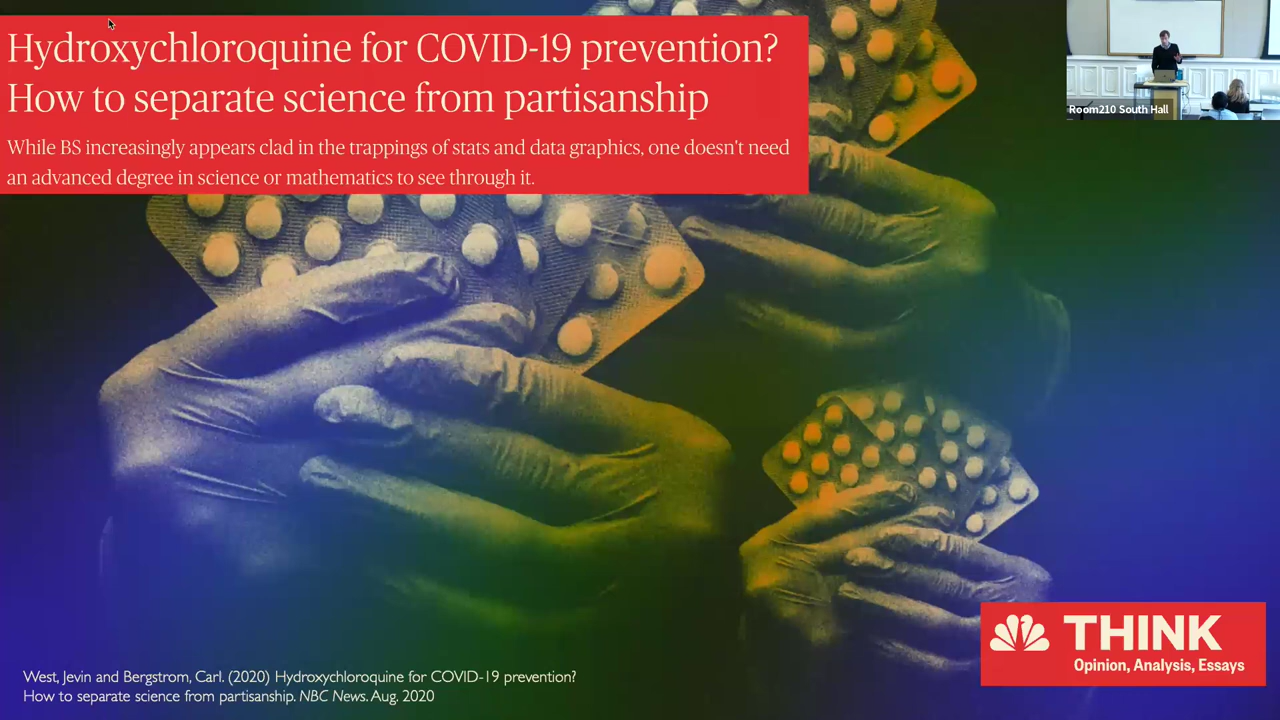 Hydroxychloroquine for COVID-19 prevention?
How to separate science from partisanship
While BS increasingly appears clad in the trappings of stats and data graphics, one doesn't need
an advanced degree in science or mathematics to see through it.
Room210 South Hall
THINK
Opinion, Analysis, Essays
West, Jevin and Bergstrom, Carl. (2020) Hydroxychloroquine for COVID-19 prevention?
How to separate science from partisanship. NBC News. Aug. 2020